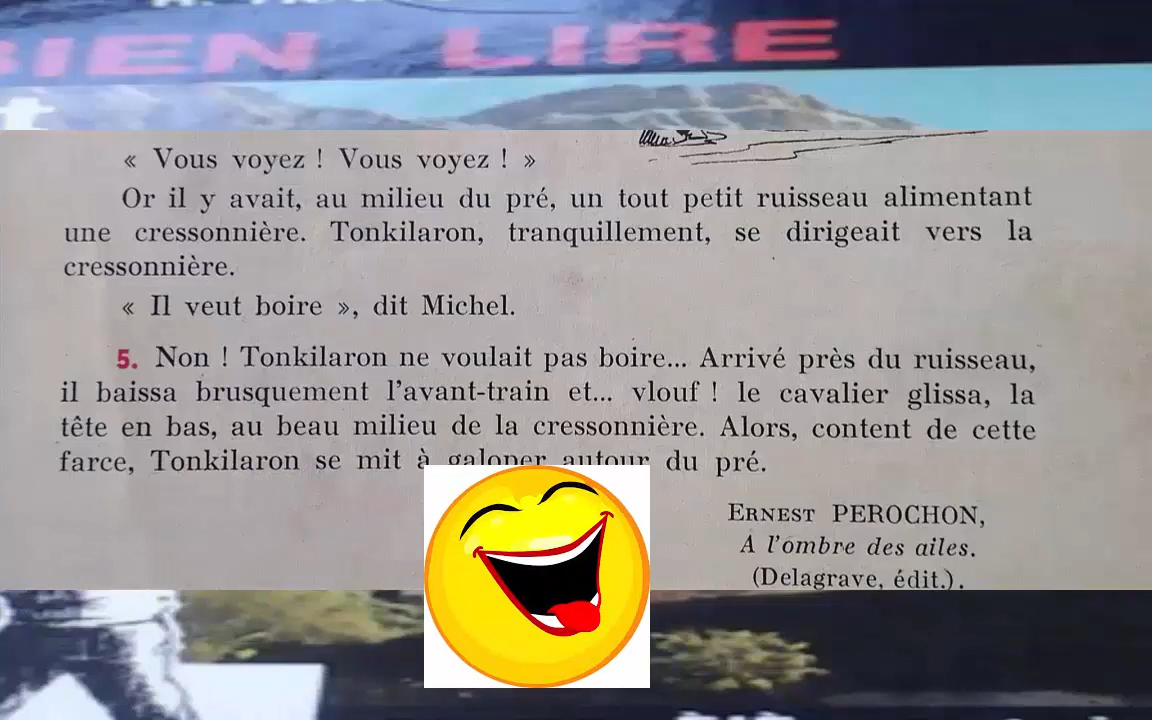 BIEN LIRE
« Vous voyez ! Vous voyez ! »
Or il y avait, au milieu du pré, un tout petit ruisseau alimentant
une cressonnière. Tonkilaron, tranquillement, se dirigeait vers la
cressonnière.
« Il veut boire », dit Michel.
5. Non ! Tonkilaron ne voulait pas boire... Arrivé près du ruisseau,
il baissa brusquement l'avant-train et... vlouf ! le cavalier glissa, la
tête en bas, au beau milieu de la cressonnière. Alors, content de cette
farce, Tonkilaron se mit à galoper autour du pré.
ERNEST PEROCHON,
A l'ombre des ailes.
(Delagrave, édit.).